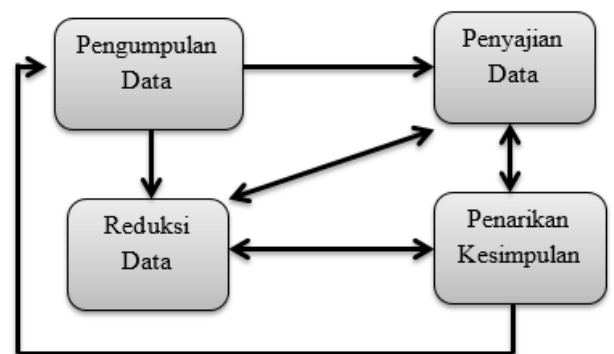 Pengumpulan
Data
Penyajian
Data
Reduksi
Data
Penarikan
Kesimpulan